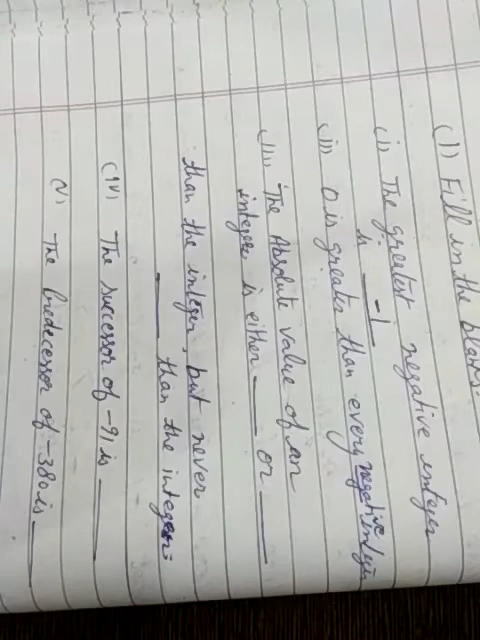 (1) Fill in the blanks.
(i) The greatest negative integer
is -1
(ii) 0 is greater than every negative integer
(iii) The Absolute value of an
integer is either ____ or ____
than the integer, but never
____ than the integer.
(iv) The successor of -91 is ____
(v) The Predecessor of -380 is ____